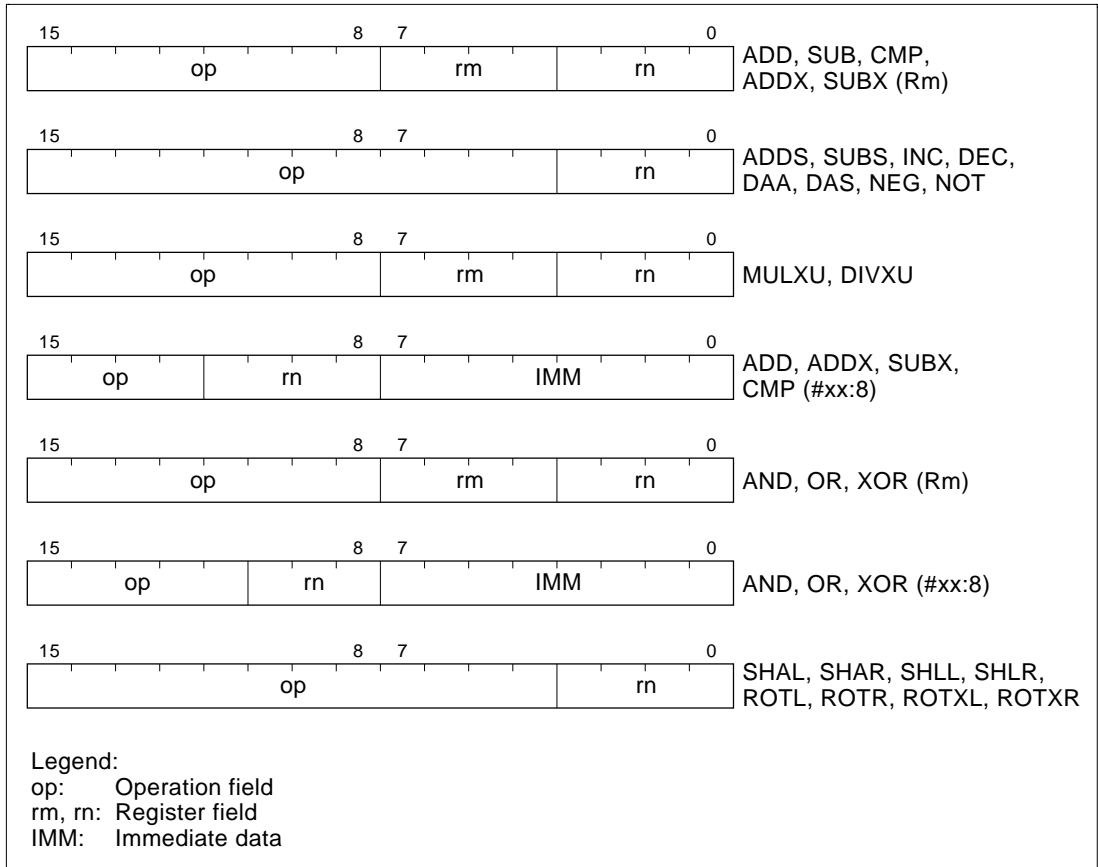 15 8 7 0
op rm rn
ADD, SUB, CMP,
ADDX, SUBX (Rm)
15 8 7 0
op rn
ADDS, SUBS, INC, DEC,
DAA, DAS, NEG, NOT
15 8 7 0
op rm rn
MULXU, DIVXU
15 8 7 0
op rn IMM
ADD, ADDX, SUBX,
CMP (#xx:8)
15 8 7 0
op rm rn
AND, OR, XOR (Rm)
15 8 7 0
op rn IMM
AND, OR, XOR (#xx:8)
15 8 7 0
op rn
SHAL, SHAR, SHLL, SHLR,
ROTL, ROTR, ROTXL, ROTXR
Legend:
op: Operation field
rm, rn: Register field
IMM: Immediate data